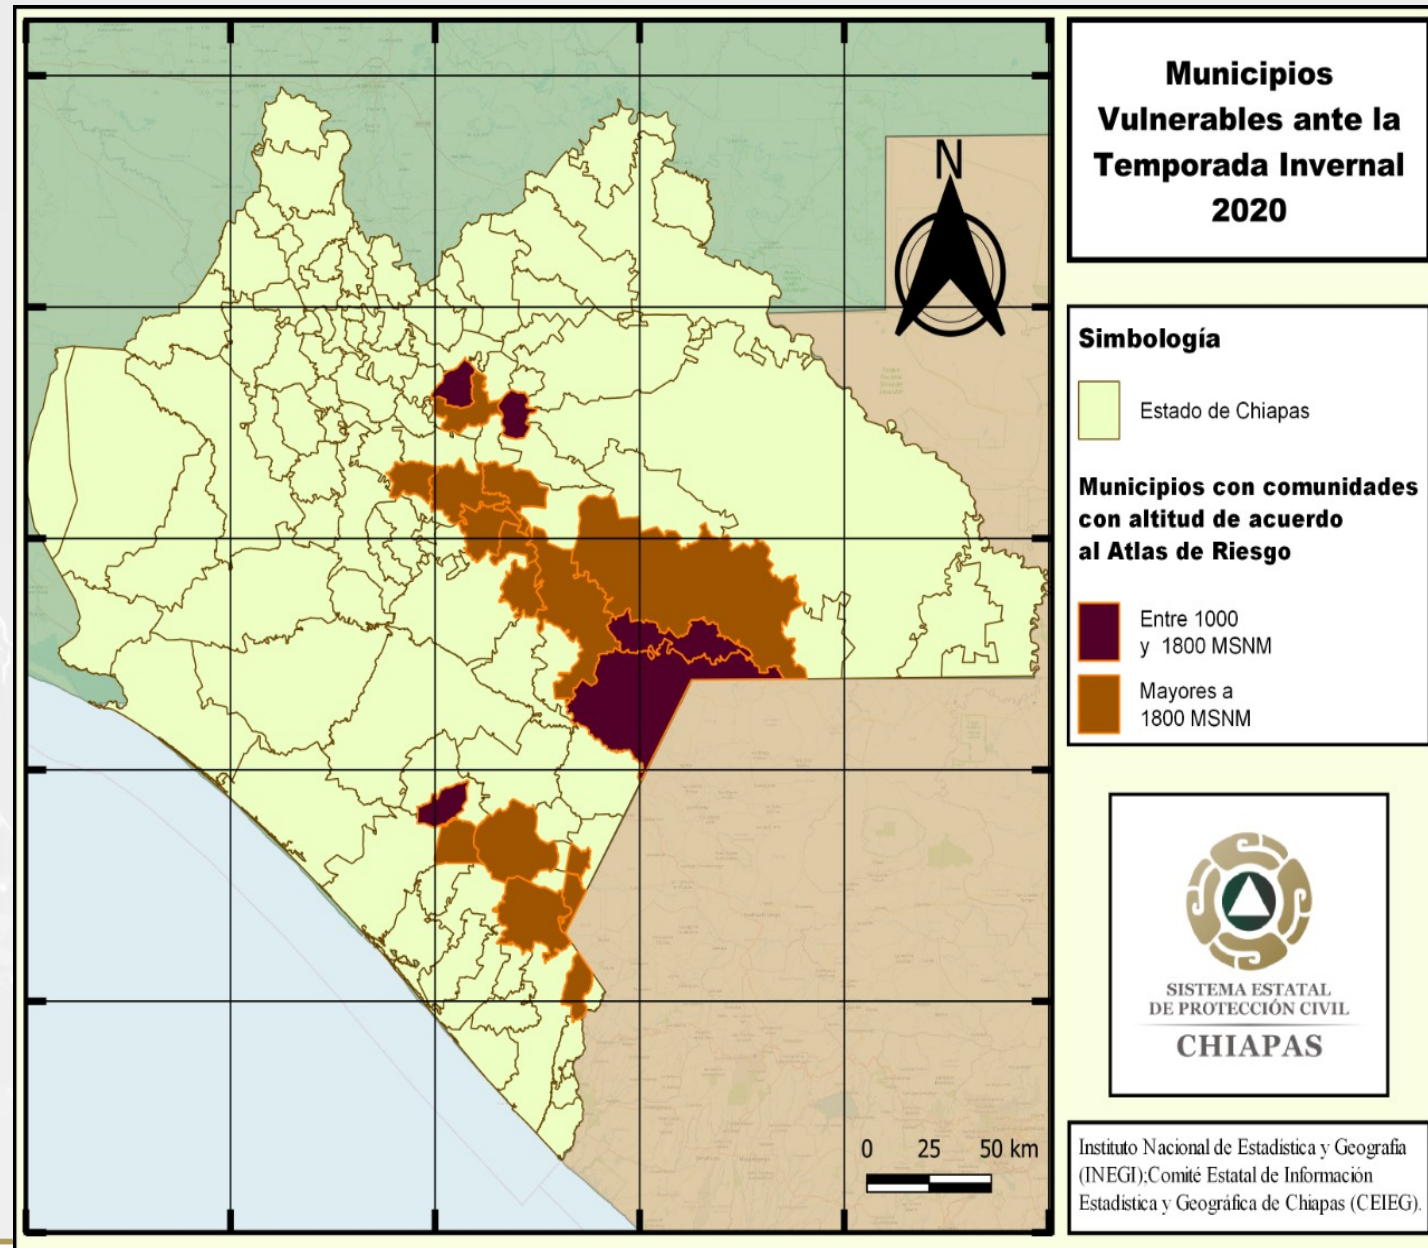 Municipios
Vulnerables ante la
Temporada Invernal
2020
N
Simbología
Estado de Chiapas
Municipios con comunidades
con altitud de acuerdo
al Atlas de Riesgo
Entre 1000
y 1800 MSNM
Mayores a
1800 MSNM
SISTEMA ESTATAL
DE PROTECCIÓN CIVIL
CHIAPAS
0 25 50 km
Instituto Nacional de Estadística y Geografía
(INEGI);Comité Estatal de Información
Estadística y Geográfica de Chiapas (CEIEG).